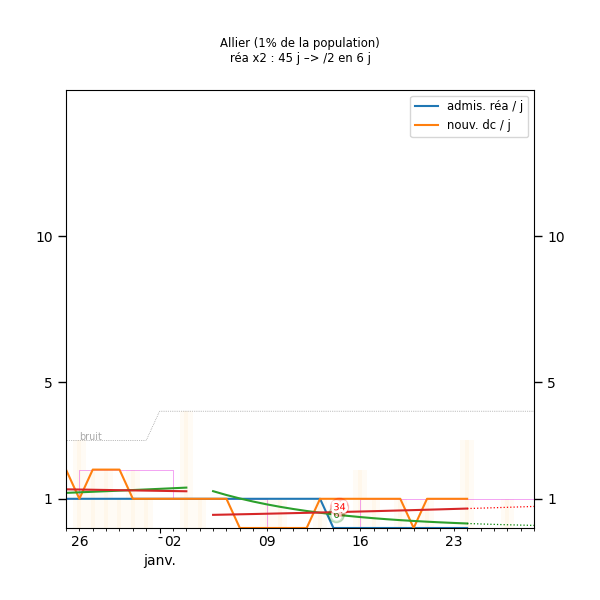 Allier (1% de la population)
réa x2 : 45 j –> /2 en 6 j
admis. réa / j
nouv. dc / j
10
10
5
5
bruit
1
1
34
6
26
02
09
16
23
janv.